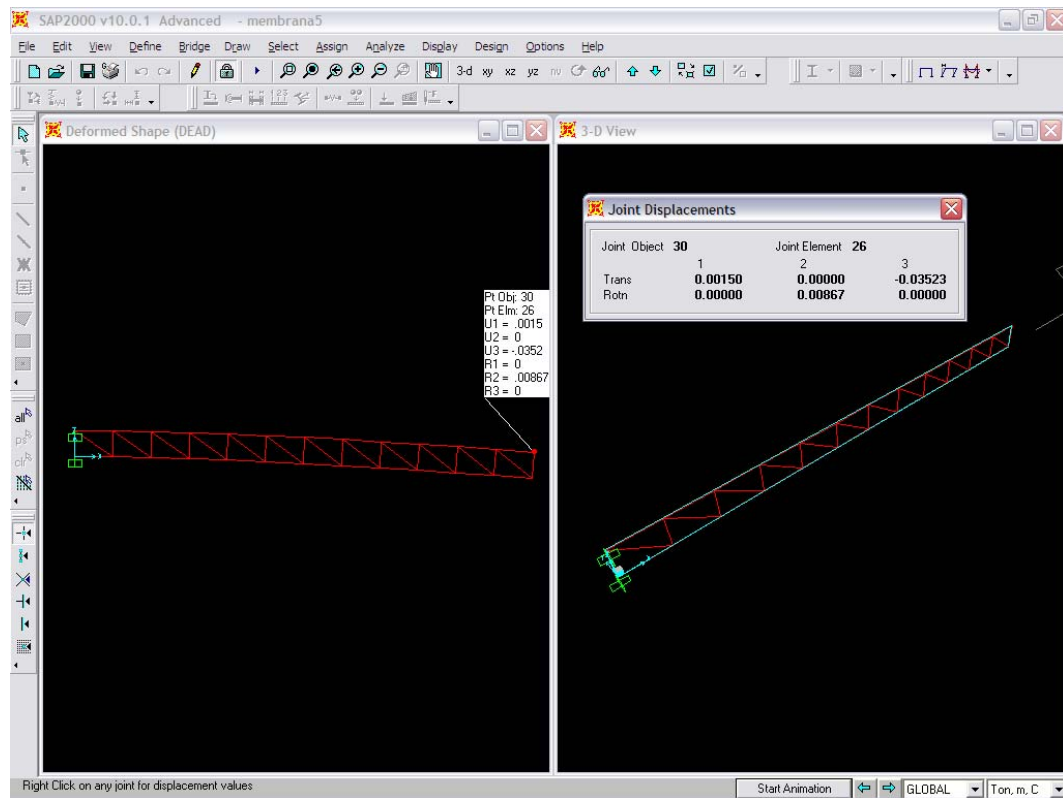 SAP2000 v10.0.1 Advanced - membrana5
File Edit View Define Bridge Draw Select Assign Analyze Display Design Options Help
3-d xy xz yz nv
Deformed Shape (DEAD)
3-D View
Joint Displacements
Joint Object 30 Joint Element 26
1 2 3
Trans 0.00150 0.00000 -0.03523
Rotn 0.00000 0.00867 0.00000
Pt Obj: 30
Pt Elm: 26
U1 = .0015
U2 = 0
U3 = -.0352
R1 = 0
R2 = .00867
R3 = 0
all
ps
clr
Right Click on any joint for displacement values
Start Animation
GLOBAL
Ton, m, C